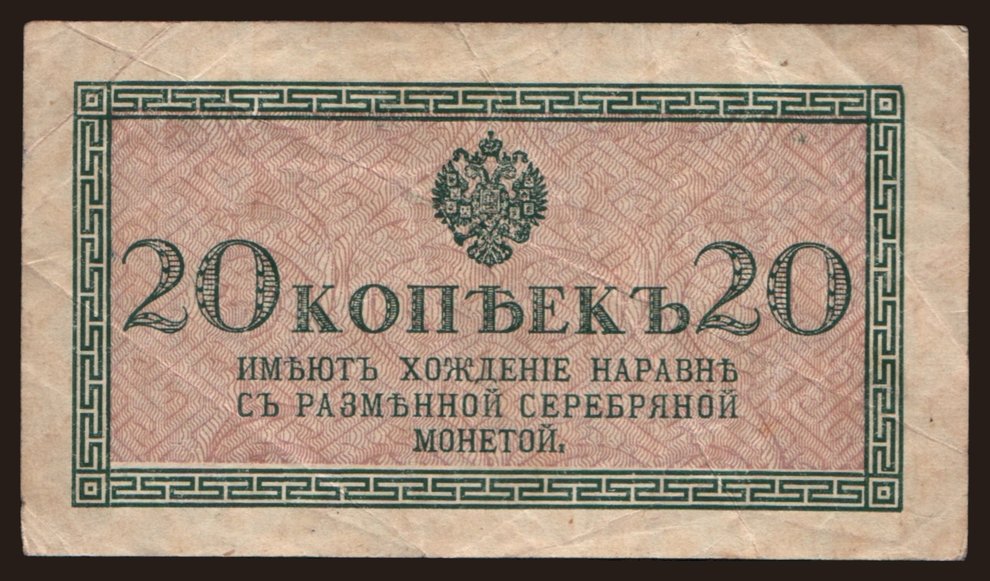 20 КОПѢЕКЪ 20
ИМѢЮТЪ ХОЖДЕНІЕ НАРАВНѢ
СЪ РАЗМѢННОЙ СЕРЕБРЯНОЙ
МОНЕТОЙ.